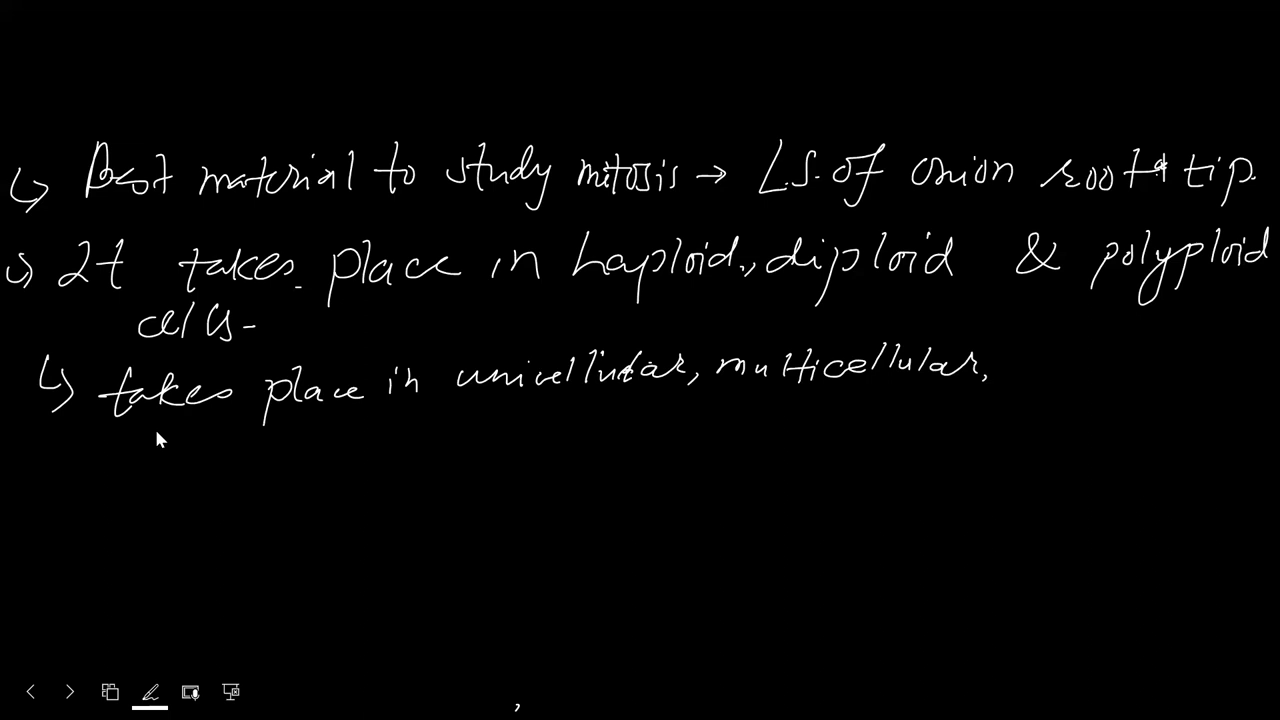 ↳ Best material to study mitosis → L.S. of onion root tip.
↳ It takes place in haploid, diploid & polyploid
cells-
↳ takes place in unicellular, multicellular,